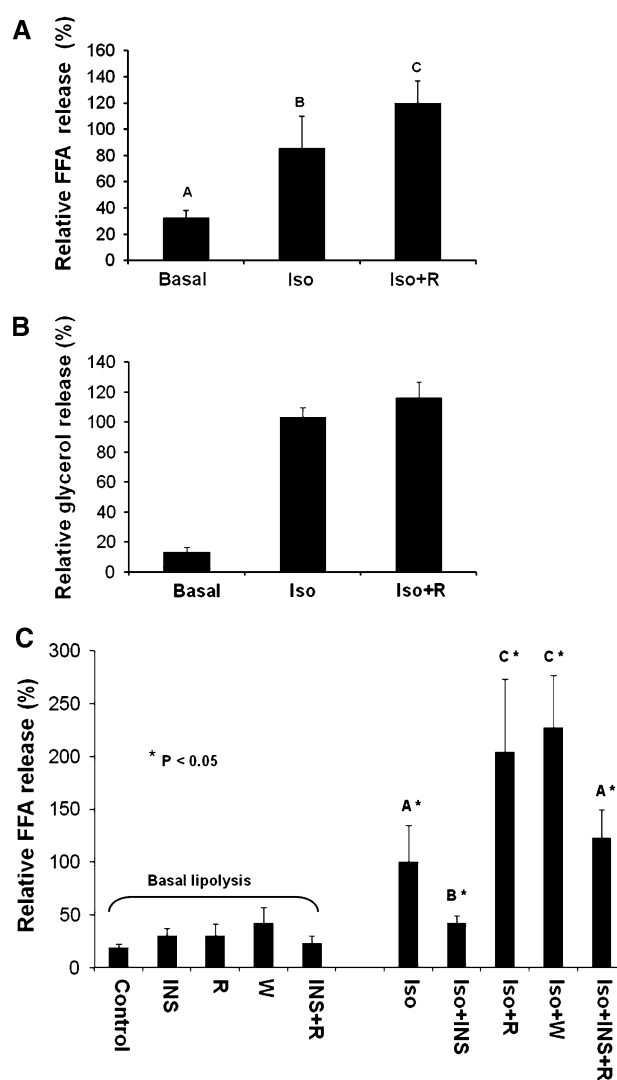 A
Relative FFA release (%)
160
140
120
100
80
60
40
20
0
A
B
C
Basal Iso Iso+R
B
Relative glycerol release (%)
140
120
100
80
60
40
20
0
Basal Iso Iso+R
C
Relative FFA release (%)
300
250
200
150
100
50
0
* P < 0.05
Basal lipolysis
A *
B *
C *
C *
A *
Control
INS
R
W
INS+R
Iso
Iso+INS
Iso+R
Iso+W
Iso+INS+R